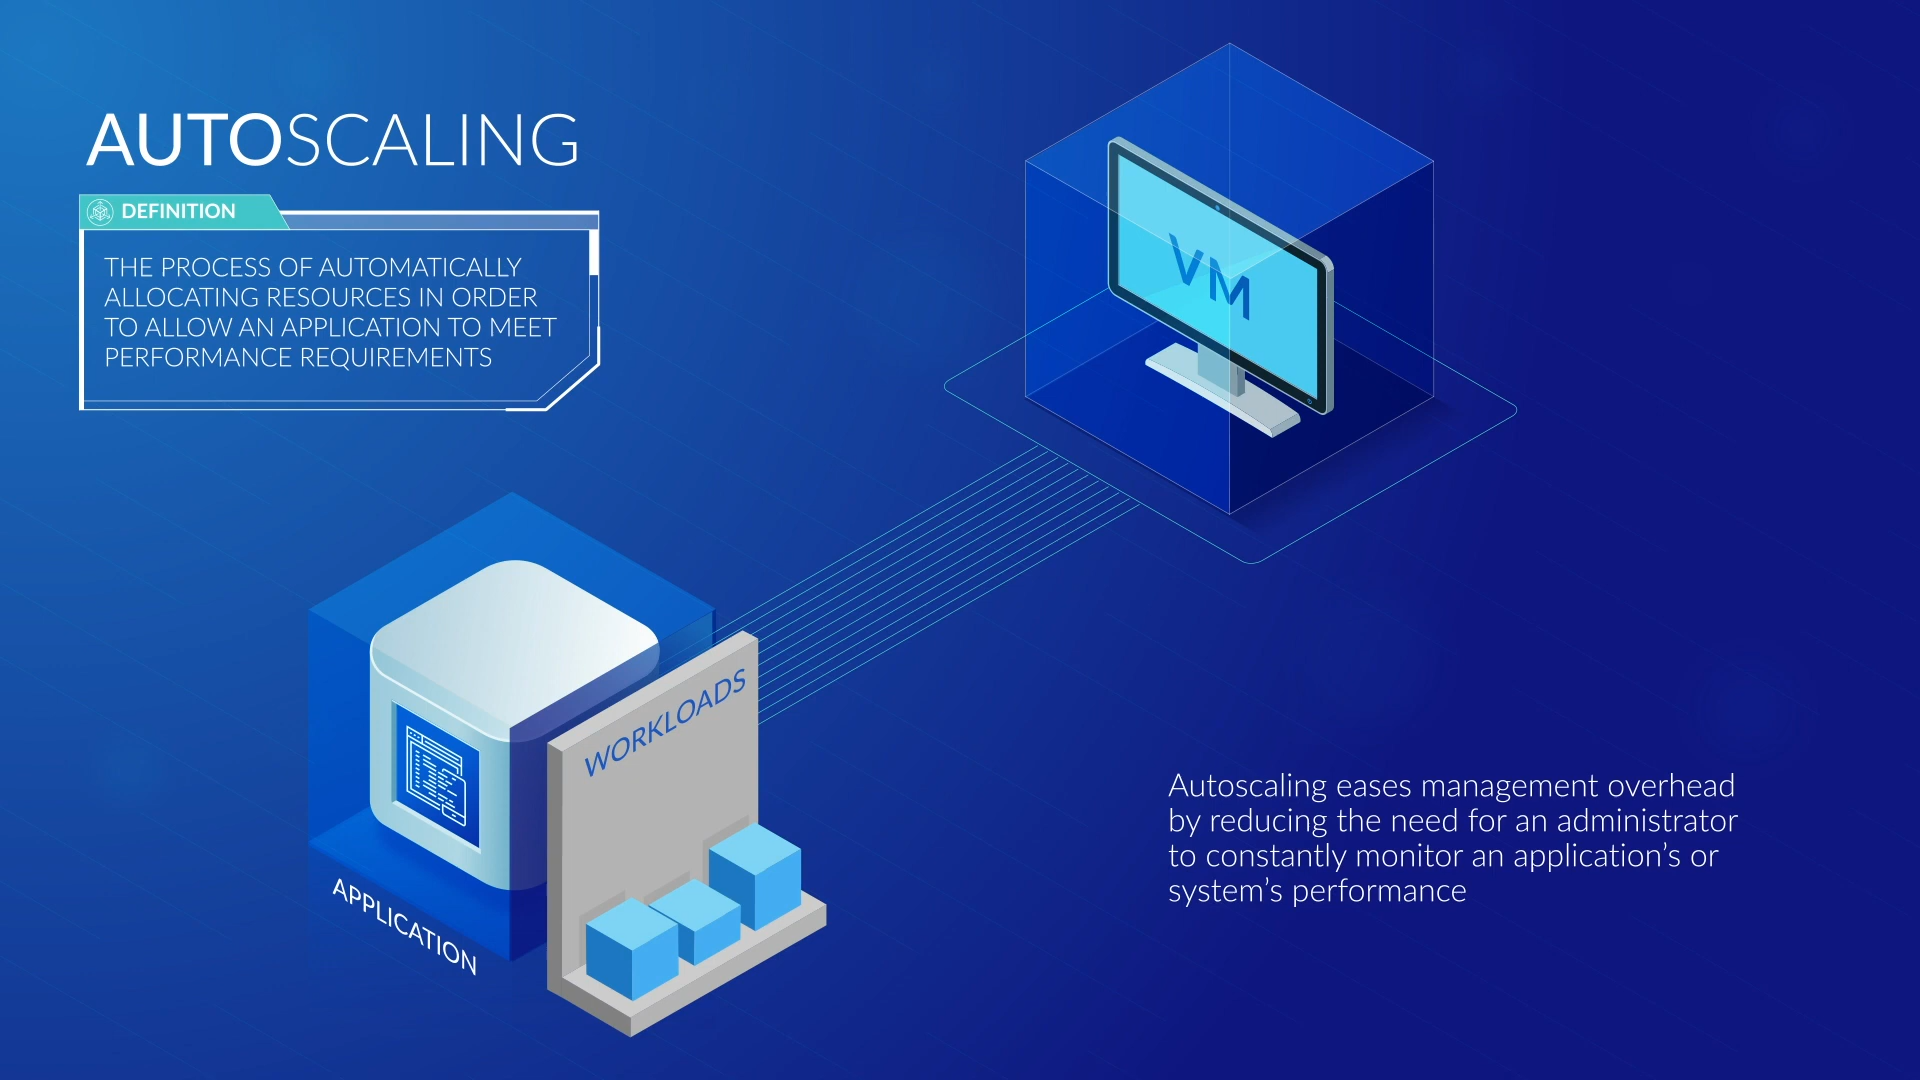 AUTOSCALING
DEFINITION
THE PROCESS OF AUTOMATICALLY
ALLOCATING RESOURCES IN ORDER
TO ALLOW AN APPLICATION TO MEET
PERFORMANCE REQUIREMENTS
VM
WORKLOADS
APPLICATION
Autoscaling eases management overhead
by reducing the need for an administrator
to constantly monitor an application’s or
system’s performance